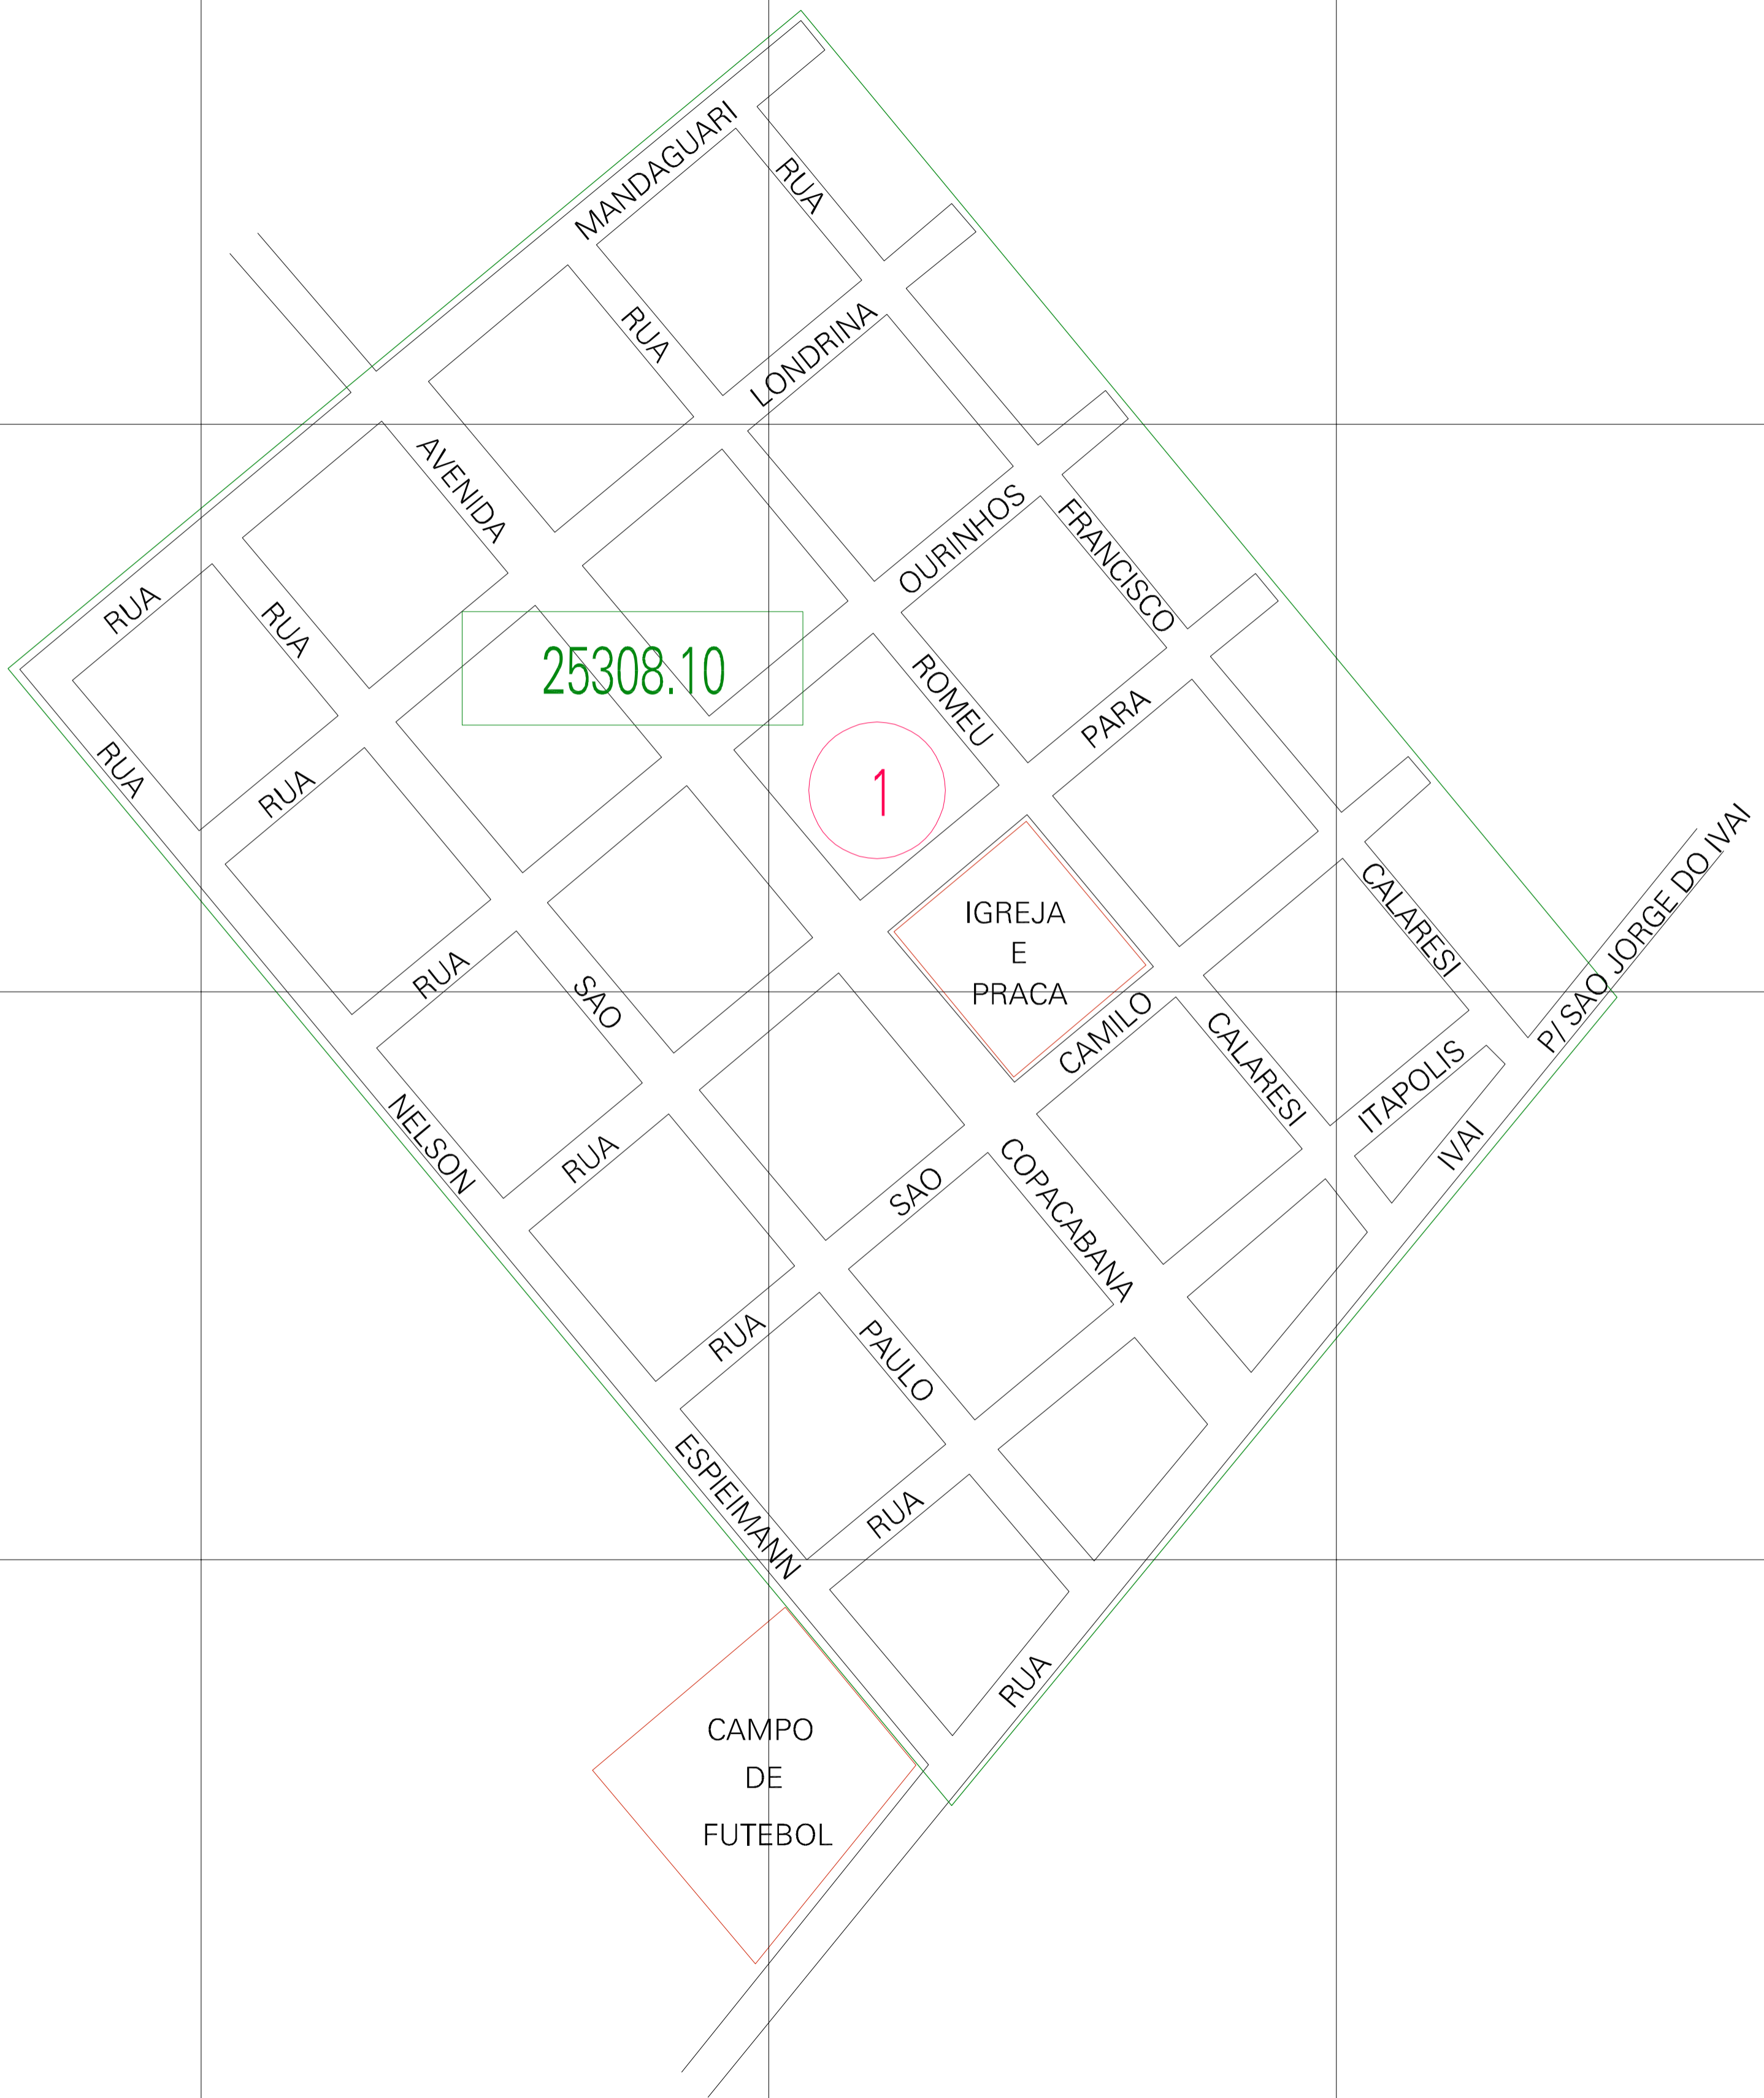 MANDAGUARI
RUA
RUA
LONDRINA
AVENIDA
OURINHOS
FRANCISCO
RUA
RUA
25308.10
ROMEU
PARA
RUA
RUA
1
P/ SAO JORGE DO IVAI
IGREJA
E
PRACA
CALARESI
RUA
SAO
CAMILO
CALARESI
ITAPOLIS
NELSON
RUA
SAO
COPACABANA
IVAI
RUA
PAULO
ESPIEIMANN
RUA
RUA
CAMPO
DE
FUTEBOL